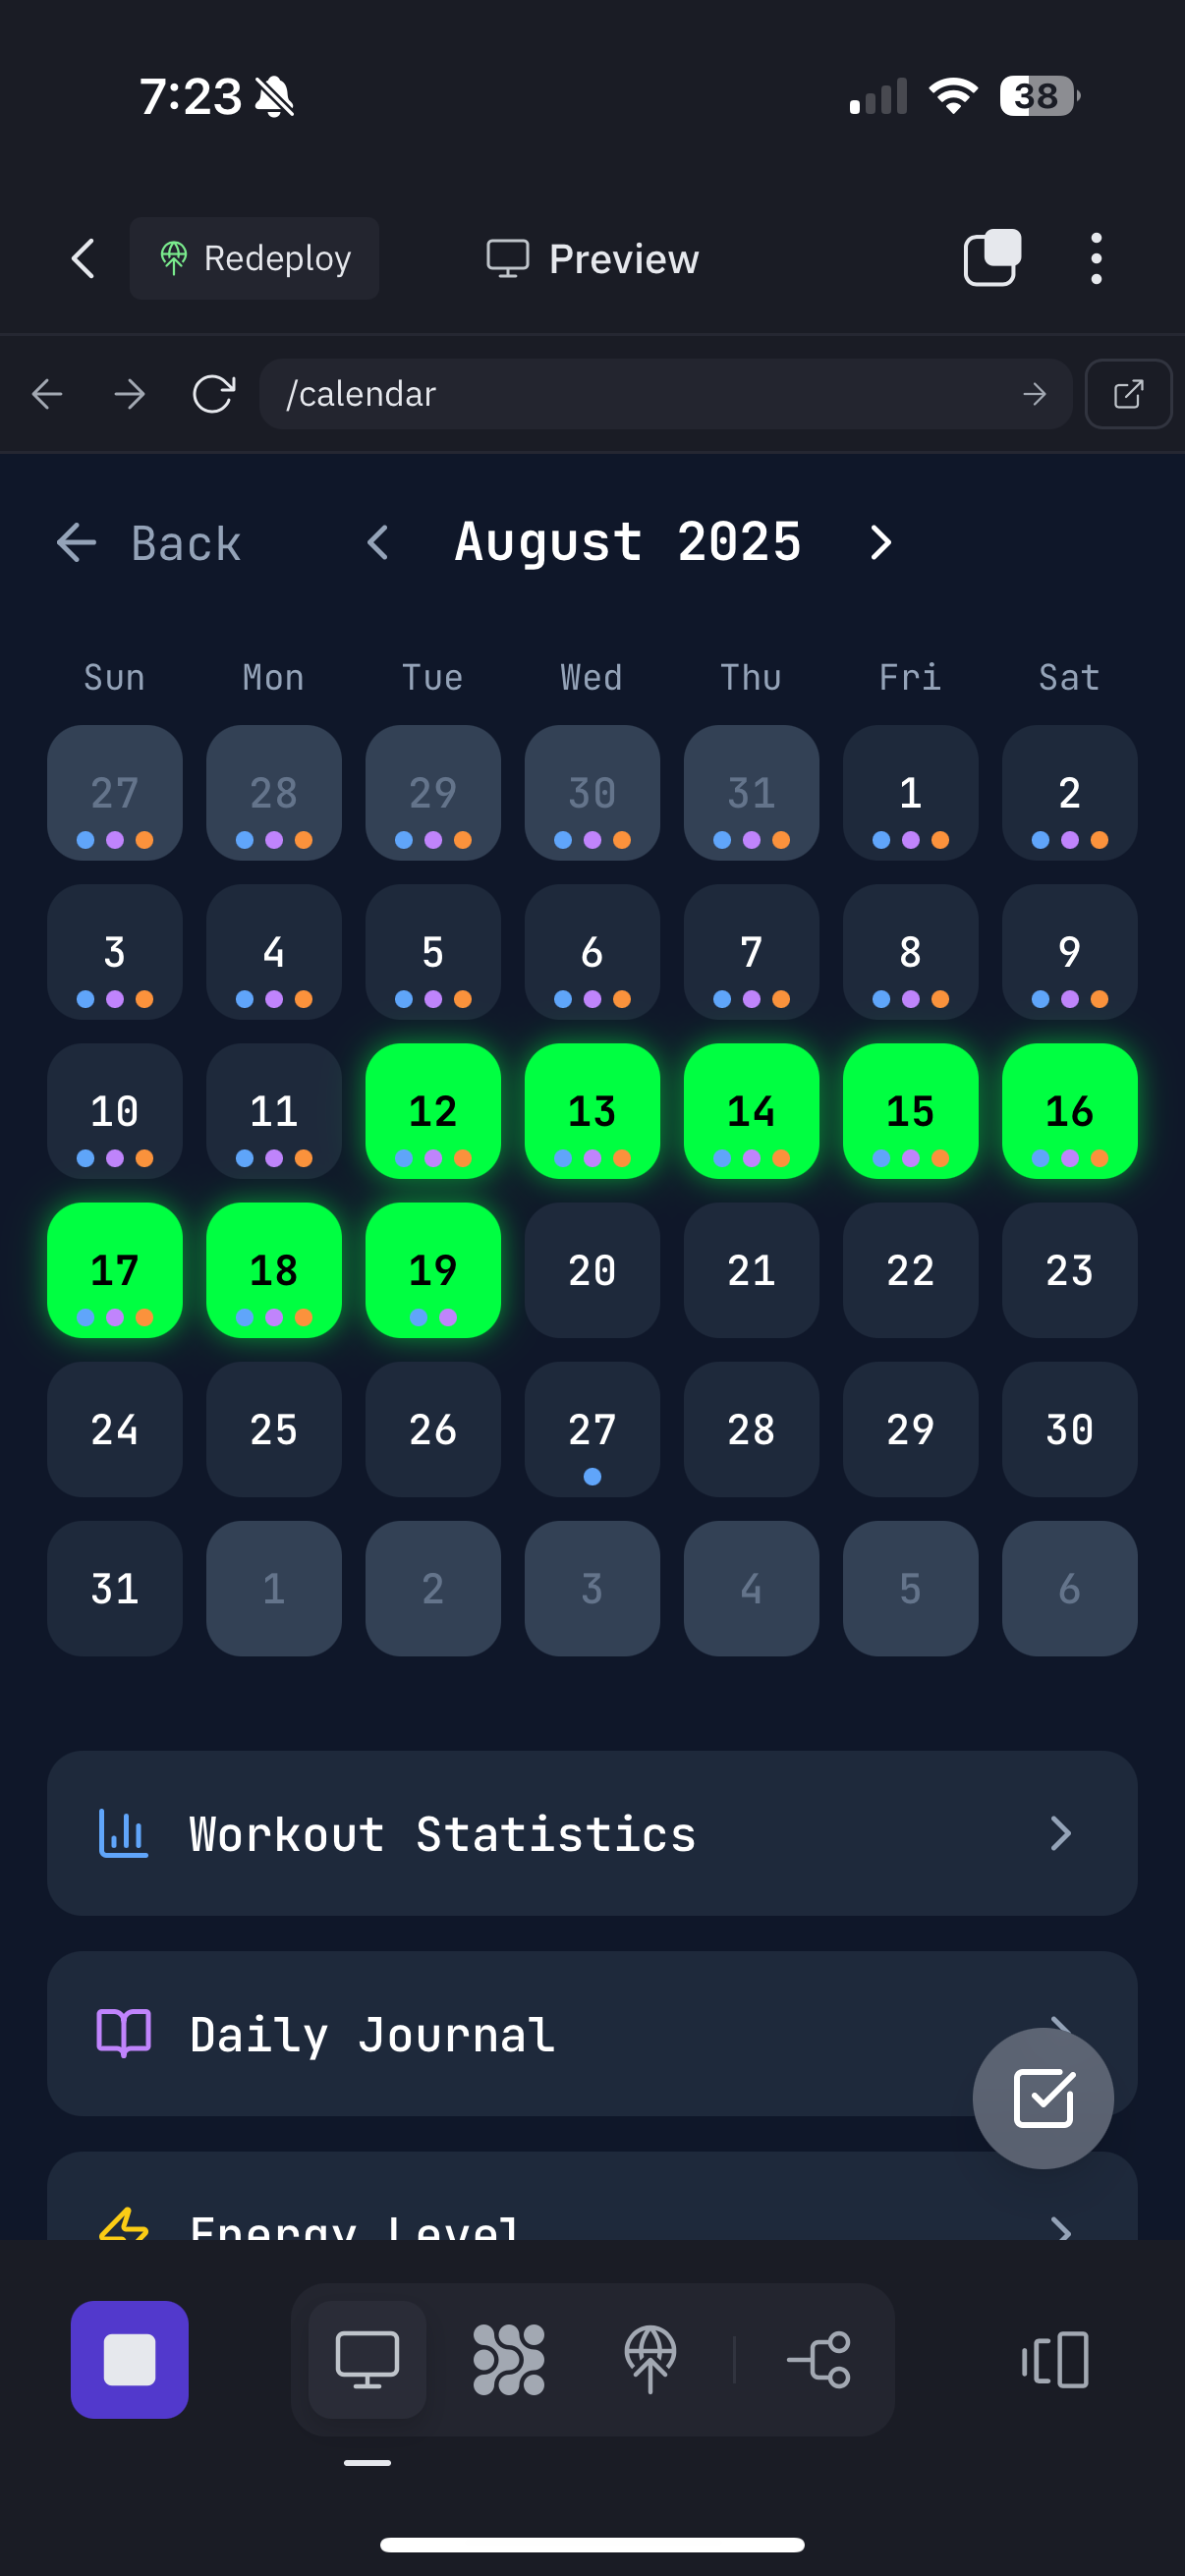 7:23
38
Redeploy
Preview
/calendar
Back
August 2025
Sun Mon Tue Wed Thu Fri Sat
27 28 29 30 31 1 2
3 4 5 6 7 8 9
10 11 12 13 14 15 16
17 18 19 20 21 22 23
24 25 26 27 28 29 30
31 1 2 3 4 5 6
Workout Statistics
Daily Journal
Energy Level